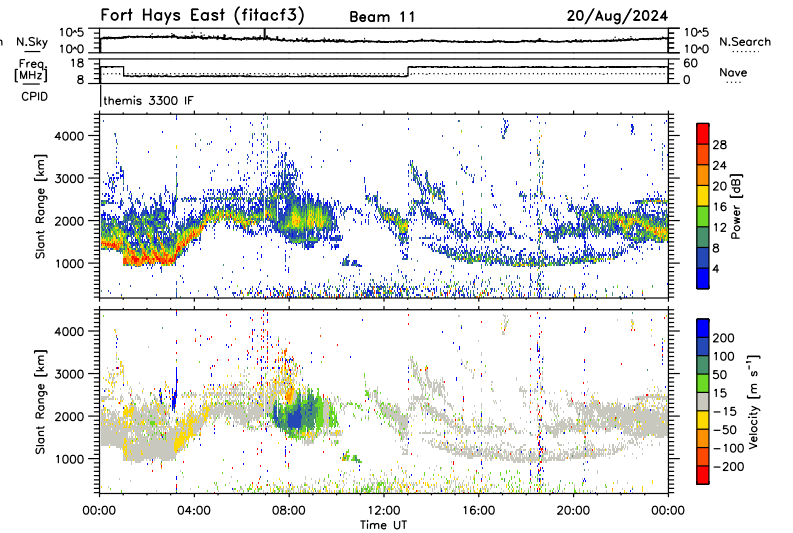 Fort Hays East (fitacf3)
Beam 11
20/Aug/2024
n N.Sky
10^5
10^0
10^5
10^0
N.Search
Freq.
[MHz]
18
8
60
0
Nave
CPID
themis 3300 IF
Slant Range [km]
4000
3000
2000
1000
28
24
20
16
12
8
4
Power [dB]
Slant Range [km]
4000
3000
2000
1000
200
100
50
15
-15
-50
-100
-200
Velocity [m s⁻¹]
00:00 04:00 08:00 12:00 16:00 20:00 00:00
Time UT